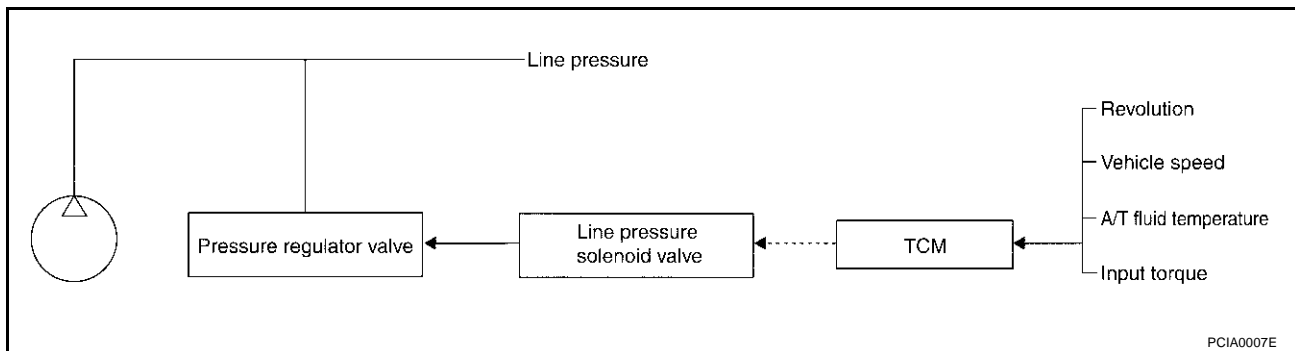 Line pressure
Revolution
Vehicle speed
A/T fluid temperature
Input torque
Pressure regulator valve
Line pressure
solenoid valve
TCM
PCIA0007E